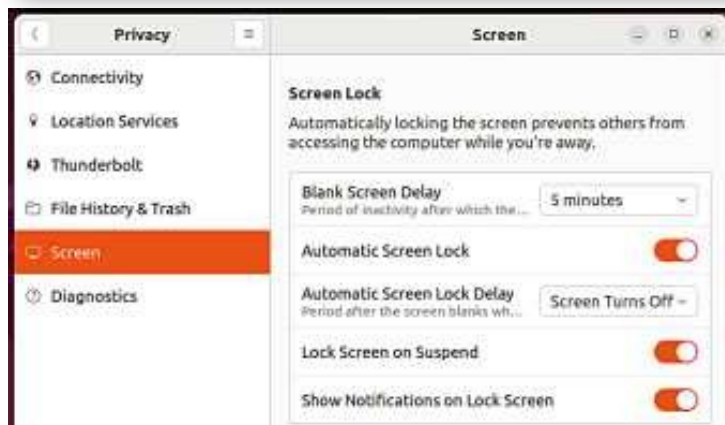 Privacy
Screen
Connectivity
Location Services
Thunderbolt
File History & Trash
Screen
Diagnostics
Screen Lock
Automatically locking the screen prevents others from
accessing the computer while you're away.
Blank Screen Delay
Period of inactivity after which the...
5 minutes
Automatic Screen Lock
Automatic Screen Lock Delay
Period after the screen blanks wh...
Screen Turns Off
Lock Screen on Suspend
Show Notifications on Lock Screen